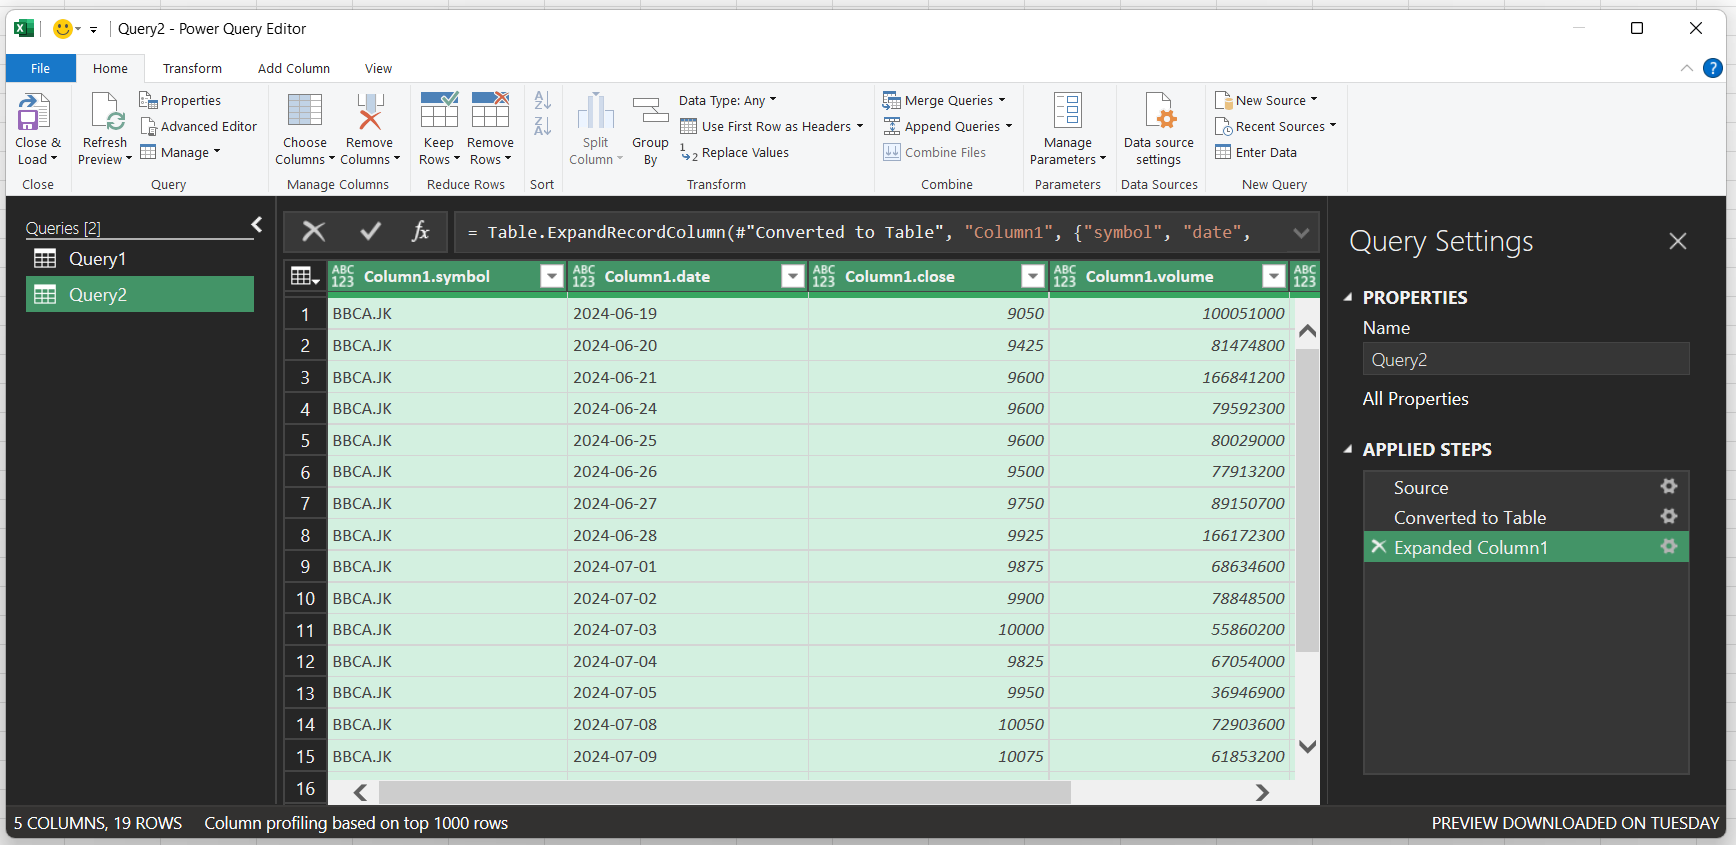 Query2 - Power Query Editor
File Home Transform Add Column View
Close & Load
Close
Refresh Preview
Properties
Advanced Editor
Manage
Query
Choose Columns
Remove Columns
Manage Columns
Keep Rows
Remove Rows
Reduce Rows
Sort
Split Column
Group By
Data Type: Any
Use First Row as Headers
Replace Values
Transform
Merge Queries
Append Queries
Combine Files
Combine
Manage Parameters
Parameters
Data source settings
Data Sources
New Source
Recent Sources
Enter Data
New Query
Queries [2]
Query1
Query2
fx = Table.ExpandRecordColumn(#"Converted to Table", "Column1", {"symbol", "date",
ABC 123 Column1.symbol ABC 123 Column1.date ABC 123 Column1.close ABC 123 Column1.volume ABC 123
1 BBCA.JK 2024-06-19 9050 100051000
2 BBCA.JK 2024-06-20 9425 81474800
3 BBCA.JK 2024-06-21 9600 166841200
4 BBCA.JK 2024-06-24 9600 79592300
5 BBCA.JK 2024-06-25 9600 80029000
6 BBCA.JK 2024-06-26 9500 77913200
7 BBCA.JK 2024-06-27 9750 89150700
8 BBCA.JK 2024-06-28 9925 166172300
9 BBCA.JK 2024-07-01 9875 68634600
10 BBCA.JK 2024-07-02 9900 78848500
11 BBCA.JK 2024-07-03 10000 55860200
12 BBCA.JK 2024-07-04 9825 67054000
13 BBCA.JK 2024-07-05 9950 36946900
14 BBCA.JK 2024-07-08 10050 72903600
15 BBCA.JK 2024-07-09 10075 61853200
16
Query Settings
PROPERTIES
Name
Query2
All Properties
APPLIED STEPS
Source
Converted to Table
Expanded Column1
5 COLUMNS, 19 ROWS Column profiling based on top 1000 rows
PREVIEW DOWNLOADED ON TUESDAY